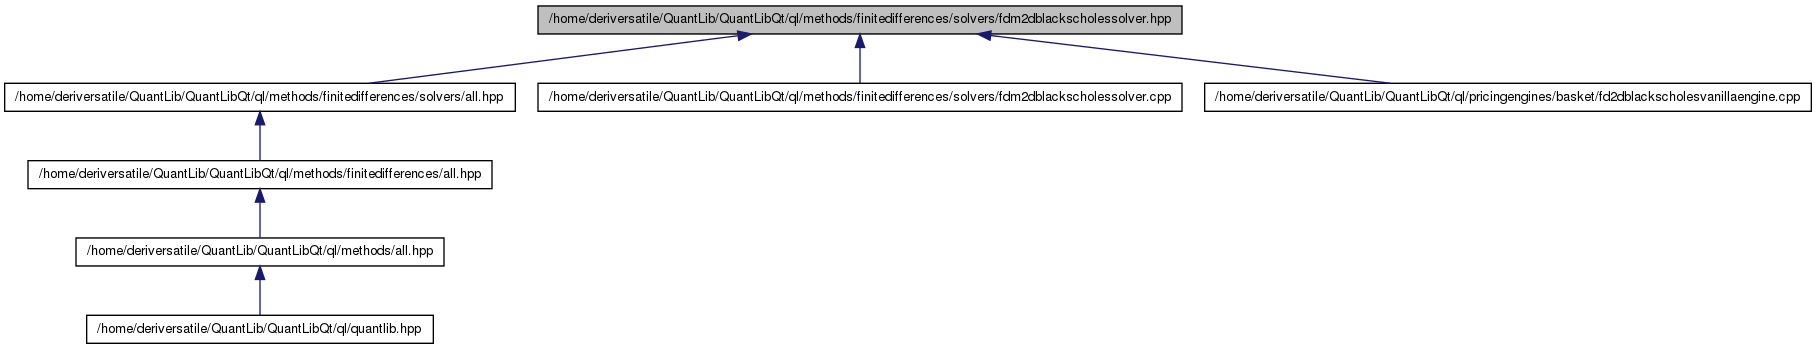 /home/deriversatile/QuantLib/QuantLibQt/ql/methods/finitedifferences/solvers/fdm2dblackscholessolver.hpp
/home/deriversatile/QuantLib/QuantLibQt/ql/methods/finitedifferences/solvers/all.hpp
/home/deriversatile/QuantLib/QuantLibQt/ql/methods/finitedifferences/solvers/fdm2dblackscholessolver.cpp
/home/deriversatile/QuantLib/QuantLibQt/ql/pricingengines/basket/fd2dblackscholesvanillaengine.cpp
/home/deriversatile/QuantLib/QuantLibQt/ql/methods/finitedifferences/all.hpp
/home/deriversatile/QuantLib/QuantLibQt/ql/methods/all.hpp
/home/deriversatile/QuantLib/QuantLibQt/ql/quantlib.hpp